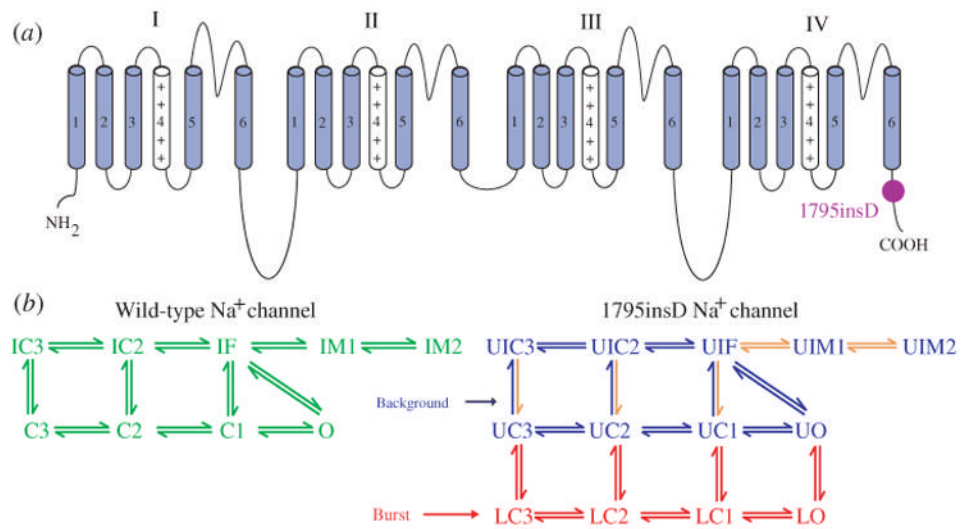 I II III IV
(a)
1 2 3 + + 4 + + 5 6 1 2 3 + + 4 + + 5 6 1 2 3 + + 4 + + 5 6 1 2 3 + + 4 + + 5 6
NH2
1795insD
COOH
(b)
Wild-type Na+ channel
IC3 IC2 IF IM1 IM2
C3 C2 C1 O
1795insD Na+ channel
UIC3 UIC2 UIF UIM1 UIM2
Background
UC3 UC2 UC1 UO
Burst
LC3 LC2 LC1 LO